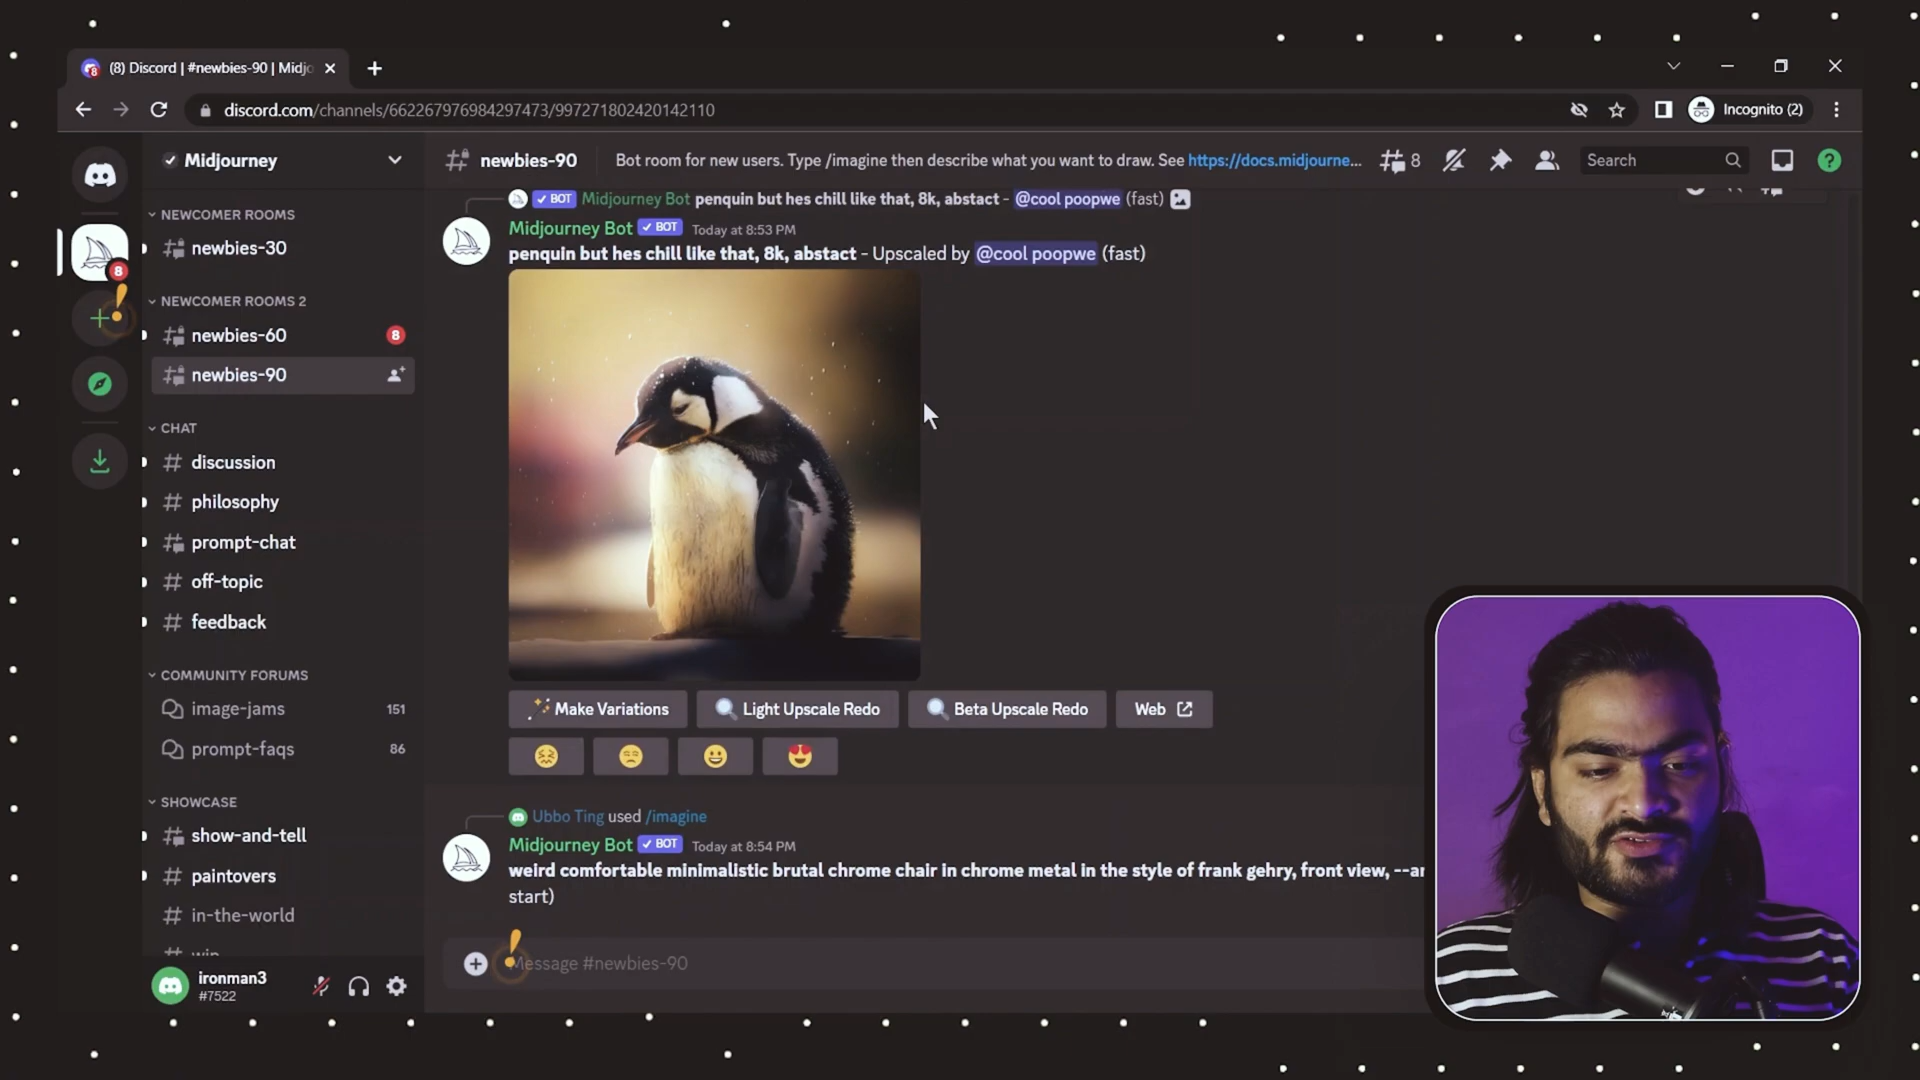 (8) Discord | #newbies-90 | Midjo
discord.com/channels/662267976984297473/997271802420142110
Incognito (2)
Midjourney
newbies-90
Bot room for new users. Type /imagine then describe what you want to draw. See https://docs.midjourne...
8
Search
?
NEWCOMER ROOMS
newbies-30
8
NEWCOMER ROOMS 2
newbies-60
8
newbies-90
CHAT
discussion
philosophy
prompt-chat
off-topic
feedback
COMMUNITY FORUMS
image-jams 151
prompt-faqs 86
SHOWCASE
show-and-tell
paintovers
in-the-world
ironman3
#7522
BOT Midjourney Bot penquin but hes chill like that, 8k, abstact - @cool poopwe (fast)
Midjourney Bot BOT Today at 8:53 PM
penquin but hes chill like that, 8k, abstact - Upscaled by @cool poopwe (fast)
Make Variations Light Upscale Redo Beta Upscale Redo Web
Ubbo Ting used /imagine
Midjourney Bot BOT Today at 8:54 PM
weird comfortable minimalistic brutal chrome chair in chrome metal in the style of frank gehry, front view, --ar
start)
Message #newbies-90